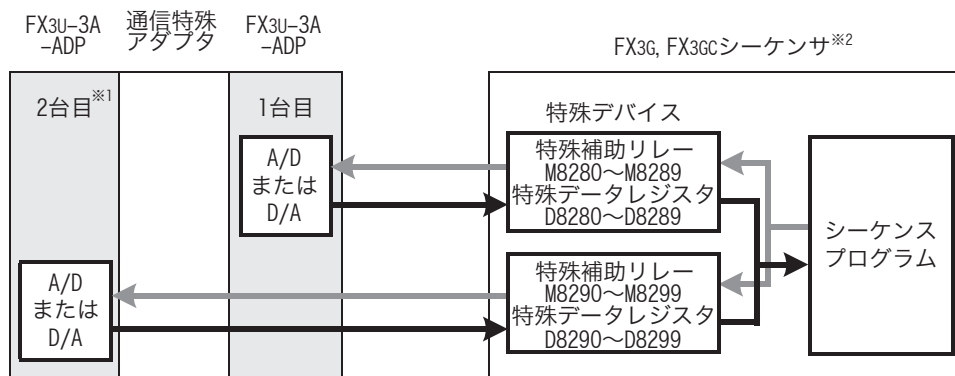 FX3U-3A
-ADP
通信特殊
アダプタ
FX3U-3A
-ADP
FX3G, FX3GCシーケンサ※2
2台目※1
1台目
特殊デバイス
A/D
または
D/A
特殊補助リレー
M8280～M8289
特殊データレジスタ
D8280～D8289
シーケンス
プログラム
A/D
または
D/A
特殊補助リレー
M8290～M8299
特殊データレジスタ
D8290～D8299